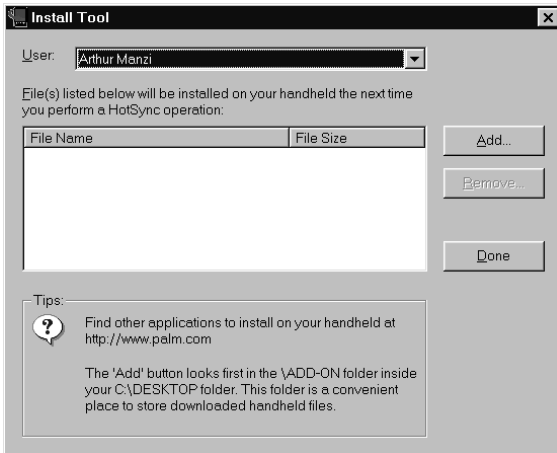 Install Tool
User: Arthur Manzi
File(s) listed below will be installed on your handheld the next time
you perform a HotSync operation:
File Name File Size
Add...
Remove...
Done
Tips:
Find other applications to install on your handheld at
http://www.palm.com
The 'Add' button looks first in the \ADD-ON folder inside
your C:\DESKTOP folder. This folder is a convenient
place to store downloaded handheld files.